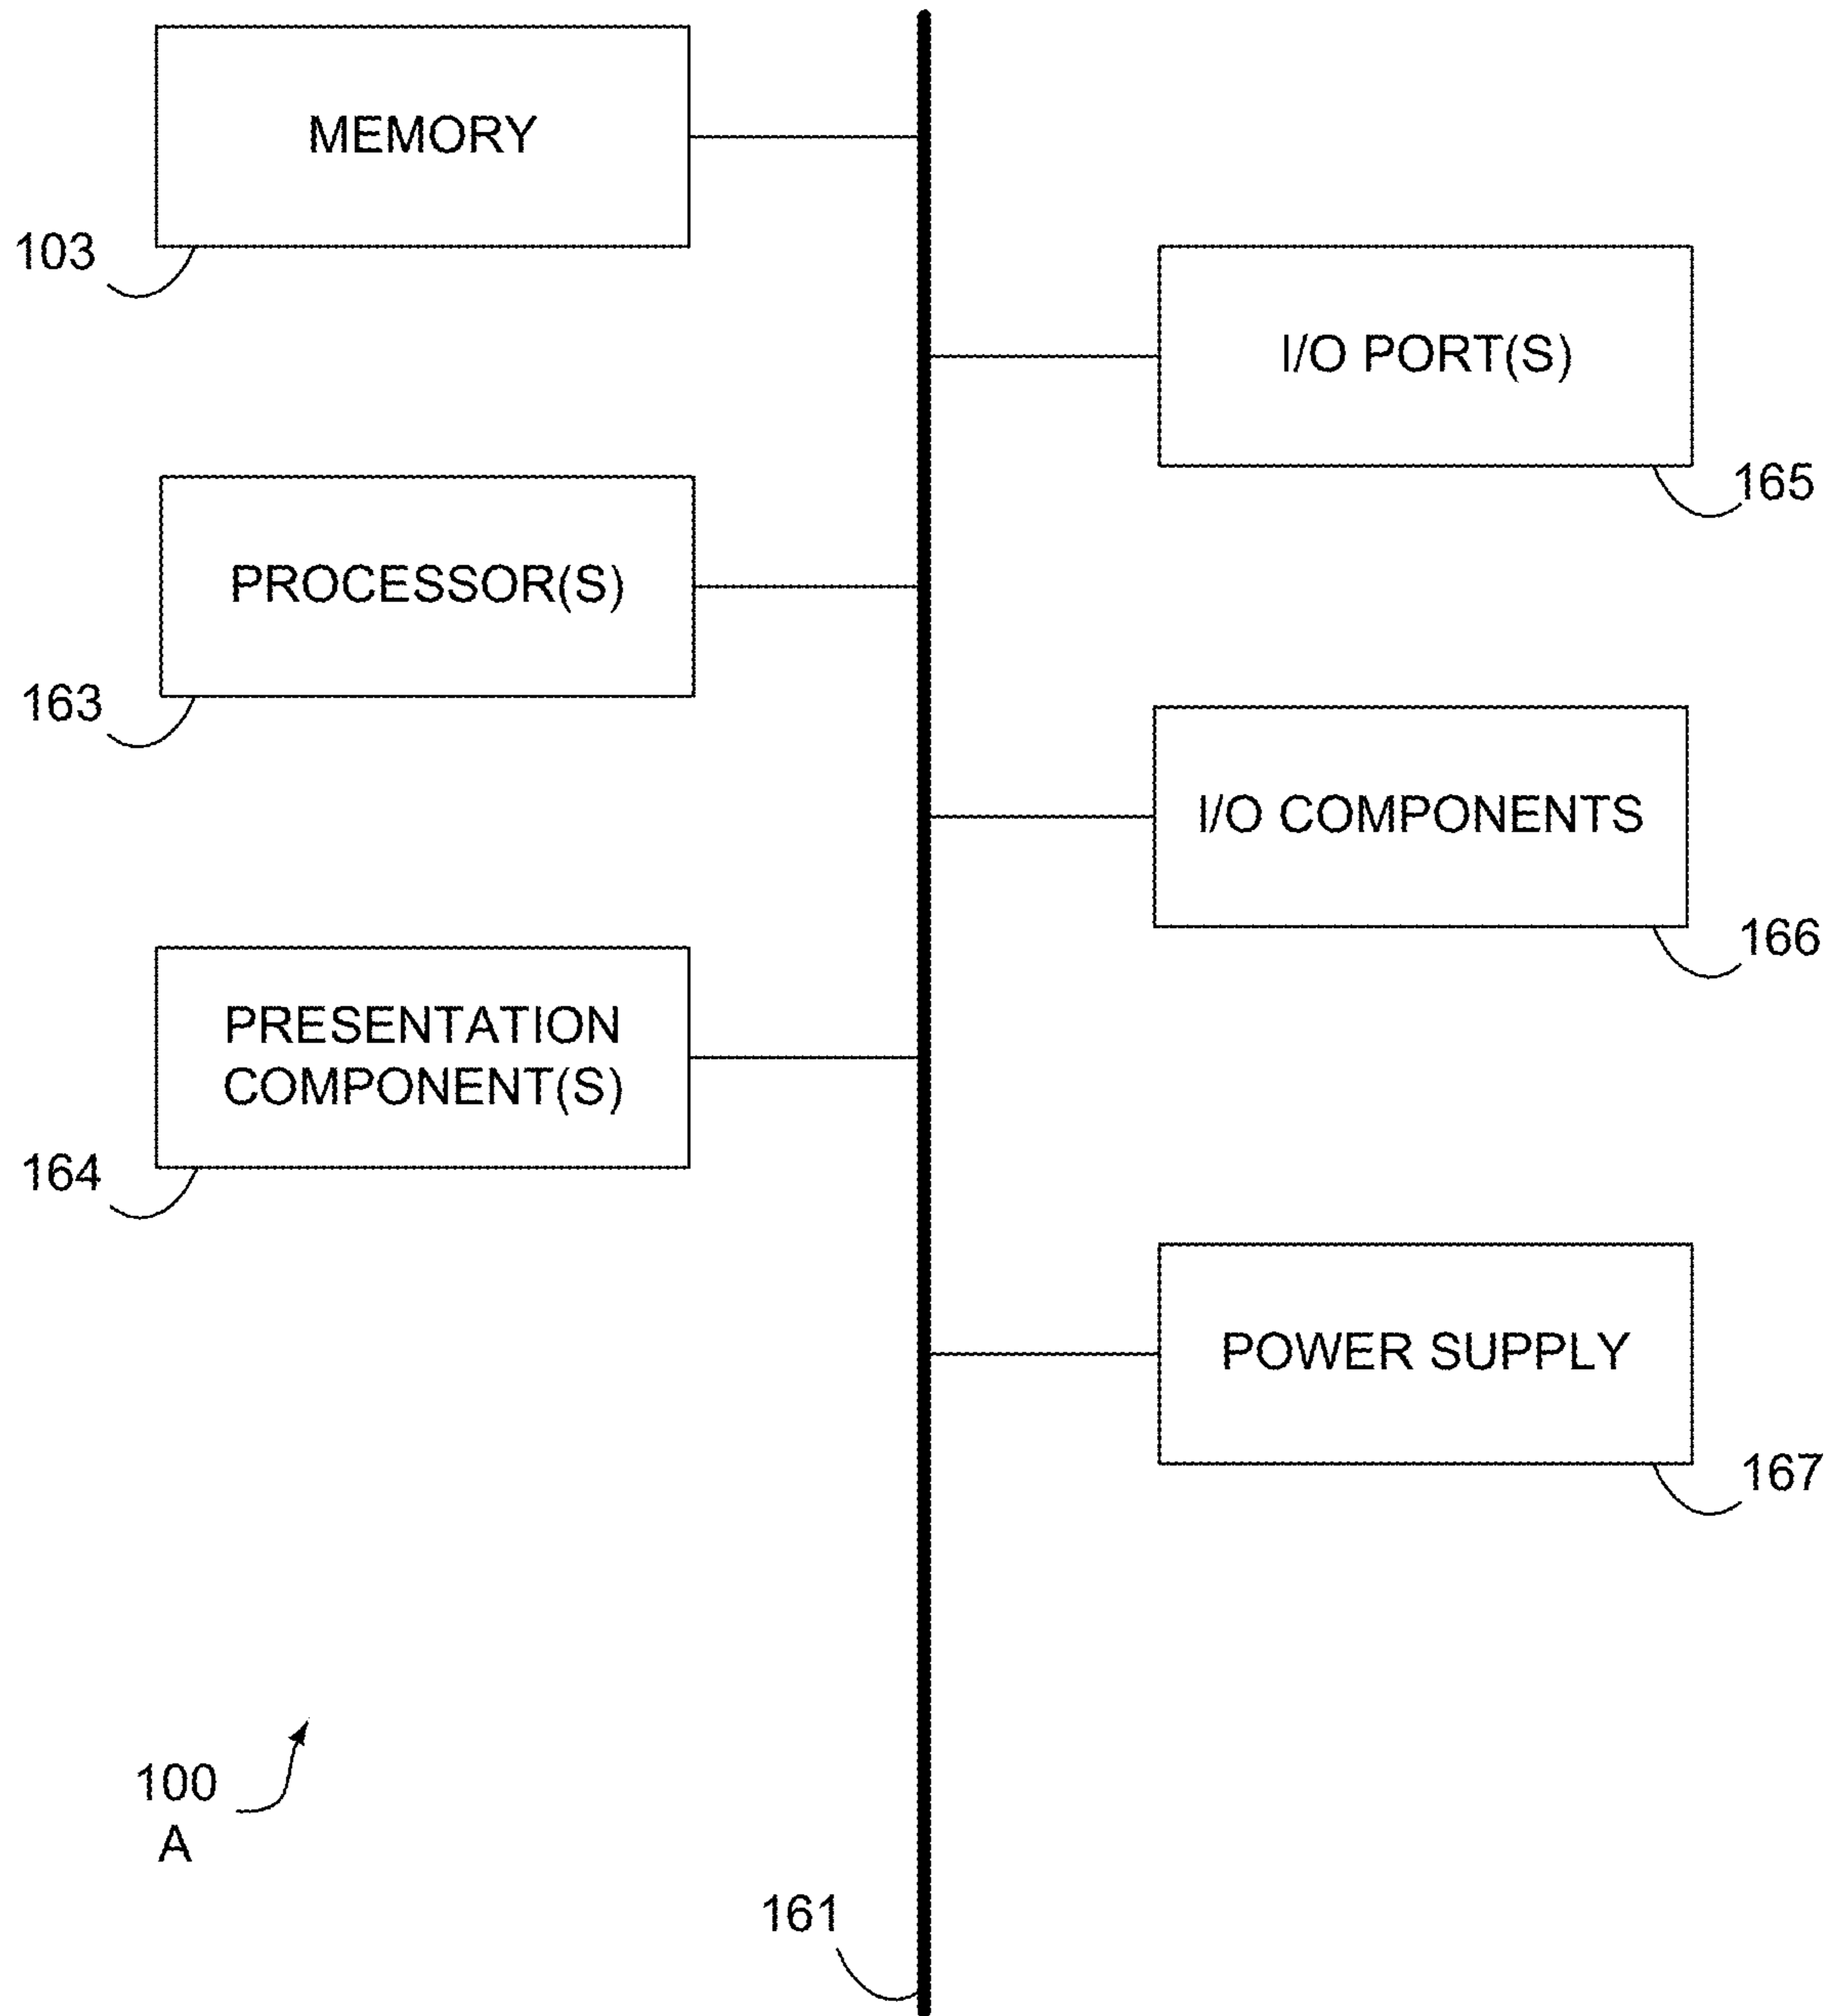 MEMORY
103
I/O PORT(S)
165
PROCESSOR(S)
163
I/O COMPONENTS
166
PRESENTATION
COMPONENT(S)
164
POWER SUPPLY
167
100
A
161